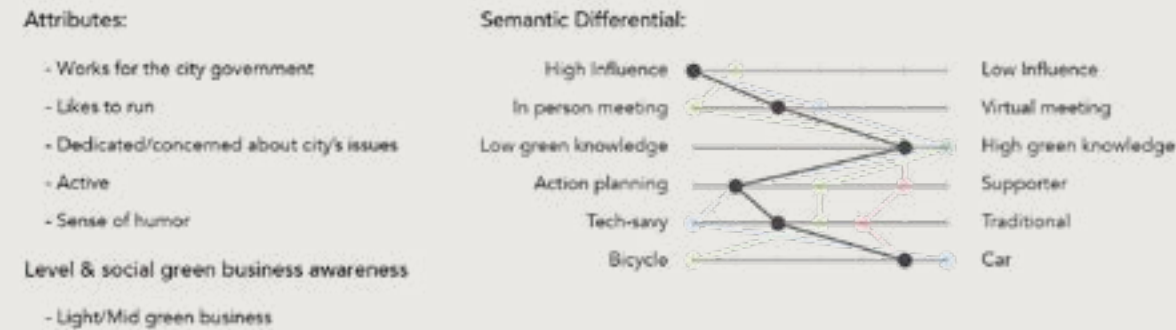 Attributes:
- Works for the city government
- Likes to run
- Dedicated/concerned about city's issues
- Active
- Sense of humor
Level & social green business awareness
- Light/Mid green business
Semantic Differential:
High Influence Low Influence
In person meeting Virtual meeting
Low green knowledge High green knowledge
Action planning Supporter
Tech-savy Traditional
Bicycle Car